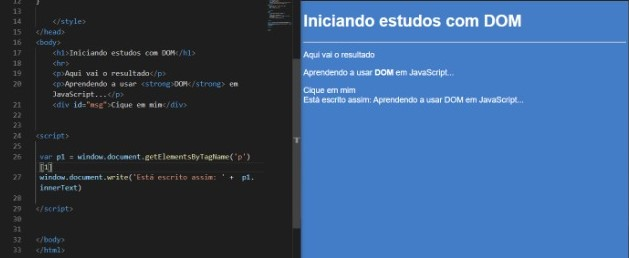 12 }
13
14 </style>
15 </head>
16 <body>
17 <h1>Iniciando estudos com DOM</h1>
18 <hr>
19 <p>Aqui vai o resultado</p>
20 <p>Aprendendo a usar <strong>DOM</strong> em
JavaScript...</p>
21 <div id="msg">Cique em mim</div>
22
23
24 <script>
25
26 var p1 = window.document.getElementsByTagName('p')
[1]
27 window.document.write('Está escrito assim: ' + p1.
innerText)
28
29 </script>
30
31
32 </body>
33 </html>
Iniciando estudos com DOM
Aqui vai o resultado
Aprendendo a usar DOM em JavaScript...
Cique em mim
Está escrito assim: Aprendendo a usar DOM em JavaScript...